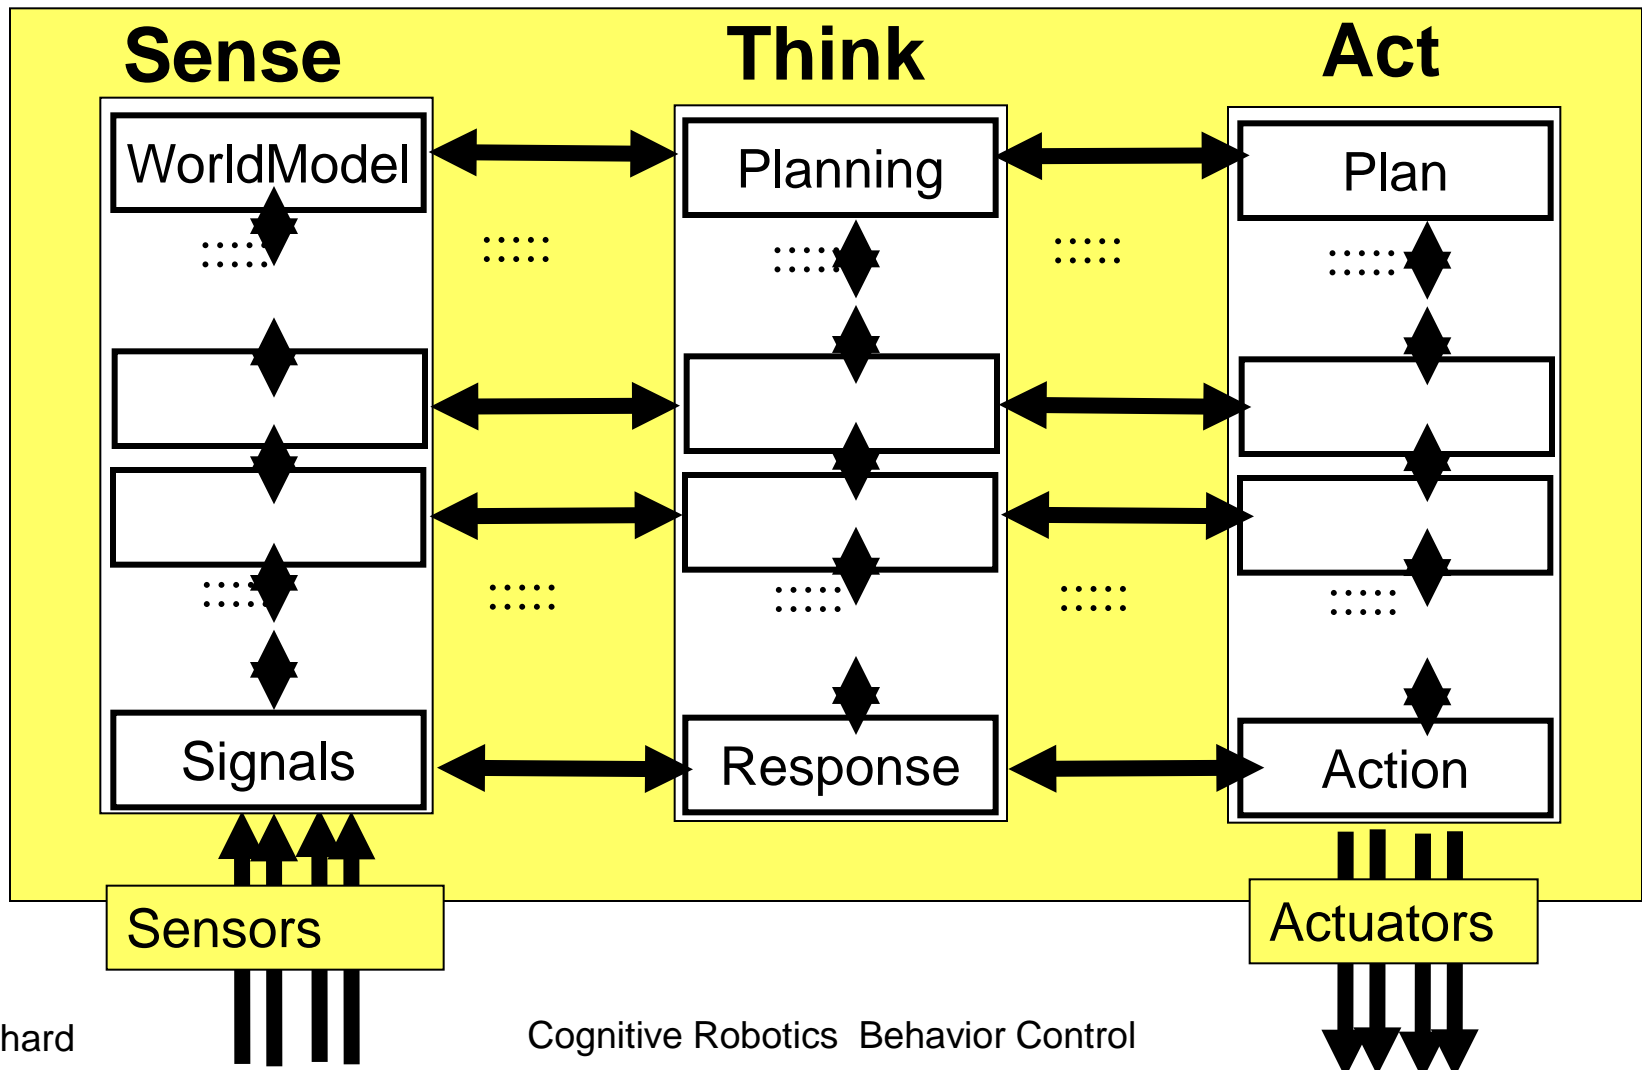 Sense
Think
Act
WorldModel
Planning
Plan
Signals
Response
Action
Sensors
Actuators
hard
Cognitive Robotics  Behavior Control